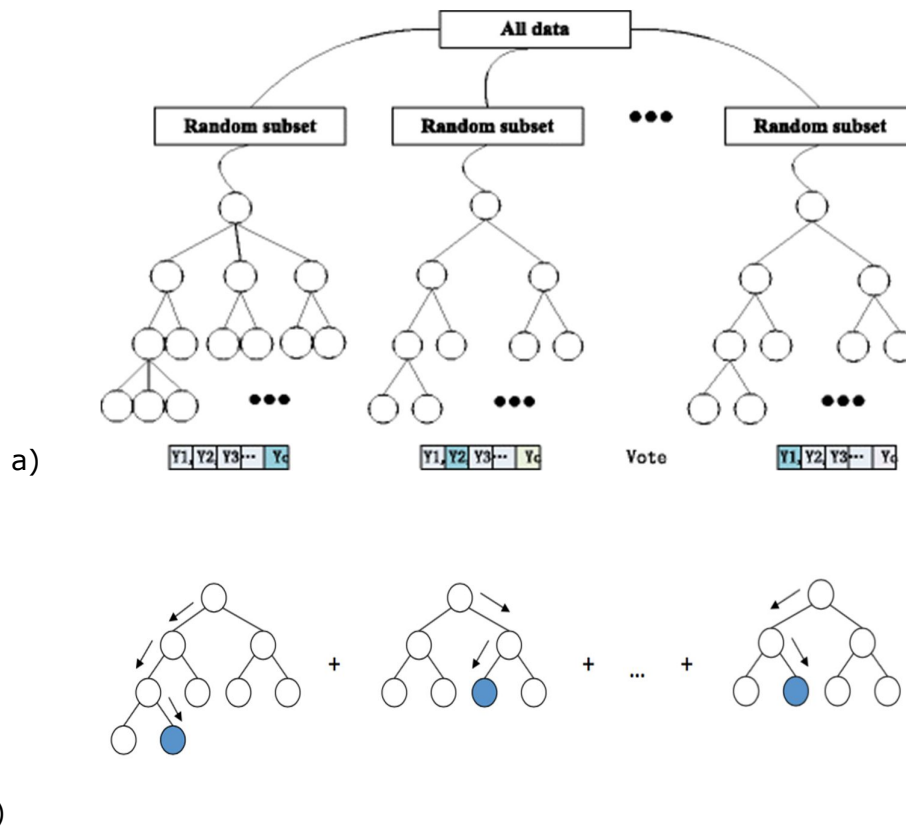 All data
Random subset Random subset ●●● Random subset
●●● ●●● ●●●
a) Y1, Y2, Y3 ··· Yc Y1, Y2 Y3 ··· Yc Vote Y1, Y2, Y3 ··· Yc
+ + ... +
)